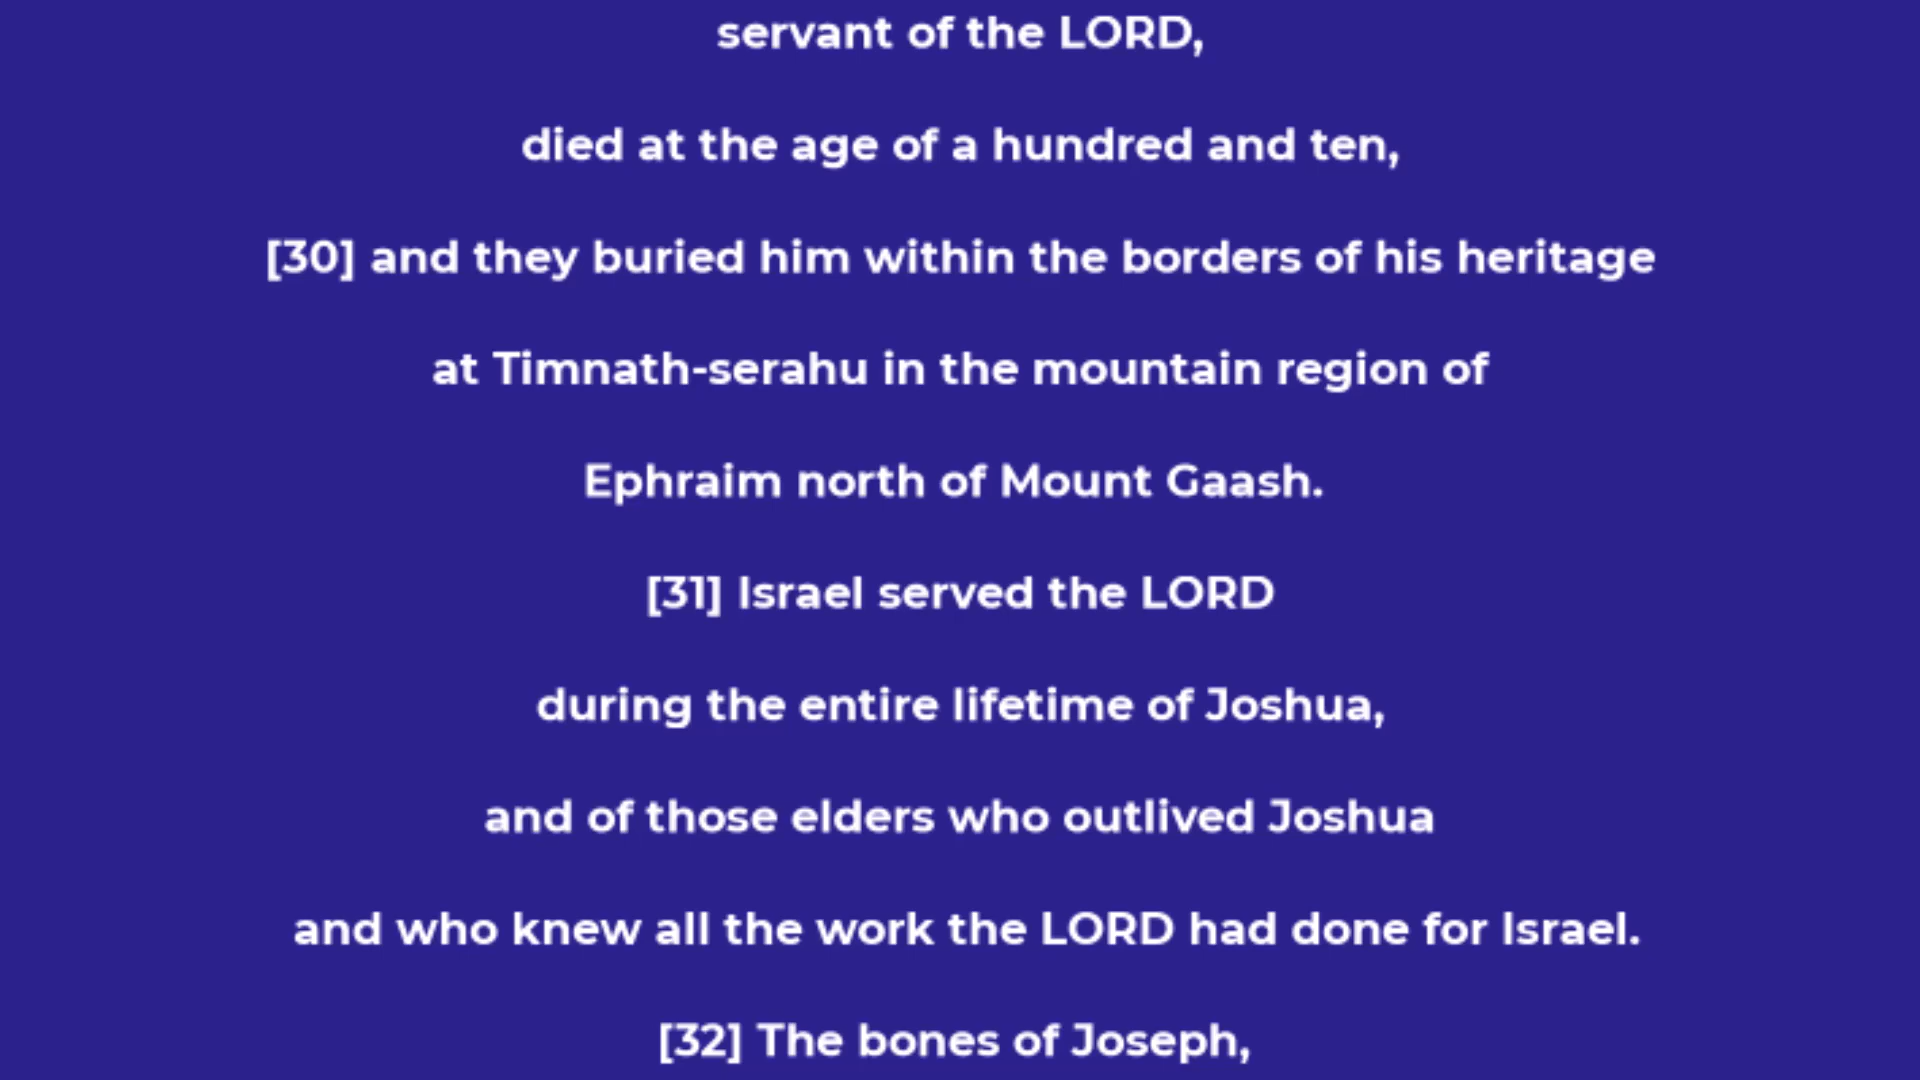 servant of the LORD,
died at the age of a hundred and ten,
[30] and they buried him within the borders of his heritage
at Timnath-serahu in the mountain region of
Ephraim north of Mount Gaash.
[31] Israel served the LORD
during the entire lifetime of Joshua,
and of those elders who outlived Joshua
and who knew all the work the LORD had done for Israel.
[32] The bones of Joseph,